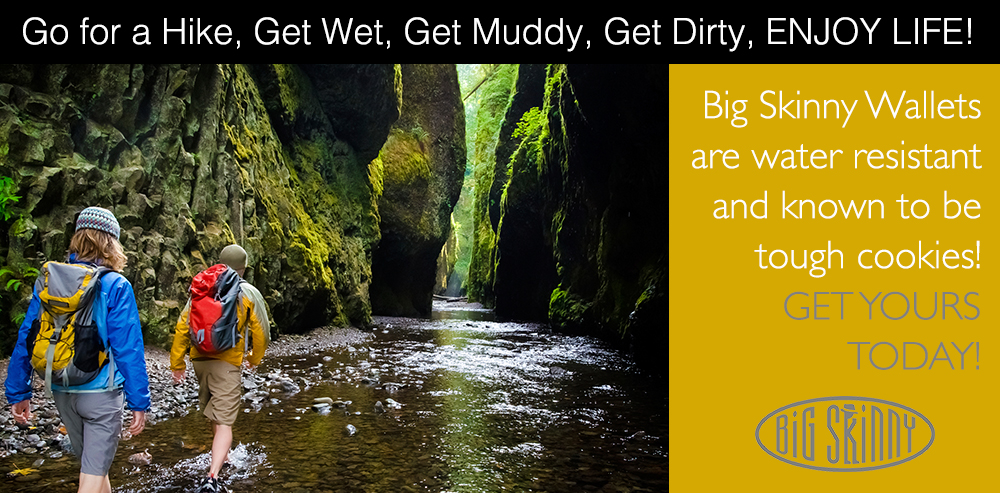 Go for a Hike, Get Wet, Get Muddy, Get Dirty, ENJOY LIFE!
Big Skinny Wallets
are water resistant
and known to be
tough cookies!
GET YOURS
TODAY!
BiG SKiNNY